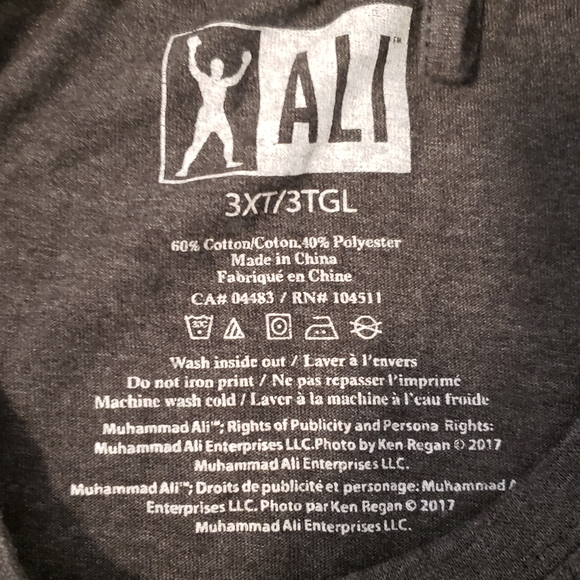 ALI™
3XT/3TGL
60% Cotton/Coton.40% Polyester
Made in China
Fabriqué en Chine
CA# 04483 / RN# 104511
30C
Wash inside out / Laver à l'envers
Do not iron print / Ne pas repasser l'imprimé
Machine wash cold / Laver à la machine à l'eau froide
Muhammad Ali™; Rights of Publicity and Persona Rights:
Muhammad Ali Enterprises LLC.Photo by Ken Regan © 2017
Muhammad Ali Enterprises LLC.
Muhammad Ali™; Droits de publicité et personage: Muhammad A
Enterprises LLC. Photo par Ken Regan © 2017
Muhammad Ali Enterprises LLC.